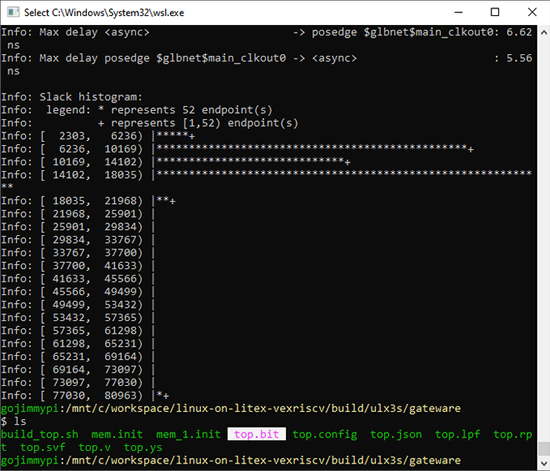 Select C:\Windows\System32\wsl.exe
Info: Max delay <async>                       -> posedge $glbnet$main_clkout0: 6.62
 ns
Info: Max delay posedge $glbnet$main_clkout0 -> <async>                      : 5.56
 ns
Info: Slack histogram:
Info:  legend: * represents 52 endpoint(s)
Info:          + represents [1,52) endpoint(s)
Info: [  2303,   6236) |*****+
Info: [  6236,  10169) |**************************************************+
Info: [ 10169,  14102) |******************************+
Info: [ 14102,  18035) |************************************************************
**
Info: [ 18035,  21968) |**+
Info: [ 21968,  25901) |
Info: [ 25901,  29834) |
Info: [ 29834,  33767) |
Info: [ 33767,  37700) |
Info: [ 37700,  41633) |
Info: [ 41633,  45566) |
Info: [ 45566,  49499) |
Info: [ 49499,  53432) |
Info: [ 53432,  57365) |
Info: [ 57365,  61298) |
Info: [ 61298,  65231) |
Info: [ 65231,  69164) |
Info: [ 69164,  73097) |
Info: [ 73097,  77030) |
Info: [ 77030,  80963) |*+
gojimmypi:/mnt/c/workspace/linux-on-litex-vexriscv/build/ulx3s/gateware
$ ls
build_top.sh  mem.init  mem_1.init  top.bit  top.config  top.json  top.lpf  top.rp
t  top.svf  top.v  top.ys
gojimmypi:/mnt/c/workspace/linux-on-litex-vexriscv/build/ulx3s/gateware